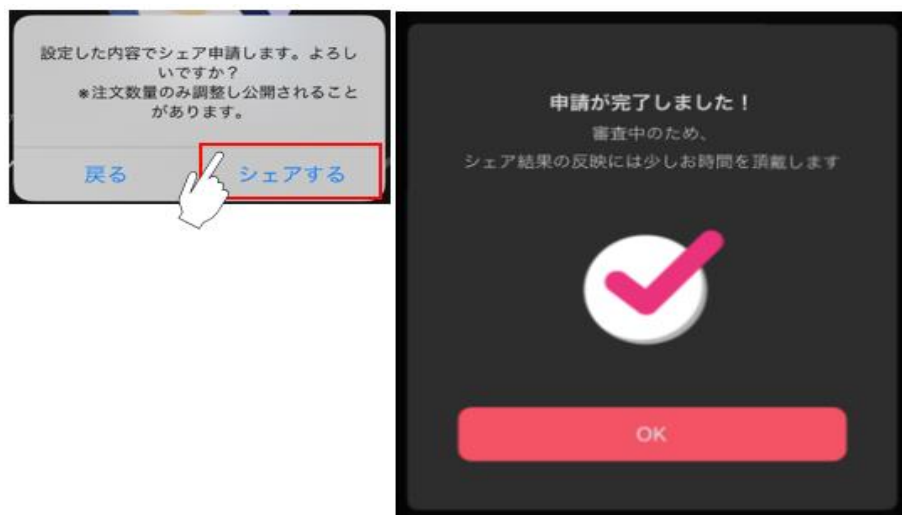 設定した内容でシェア申請します。よろし
いですか？
※注文数量のみ調整し公開されること
があります。
戻る
シェアする
申請が完了しました！
審査中のため、
シェア結果の反映には少しお時間を頂戴します
OK